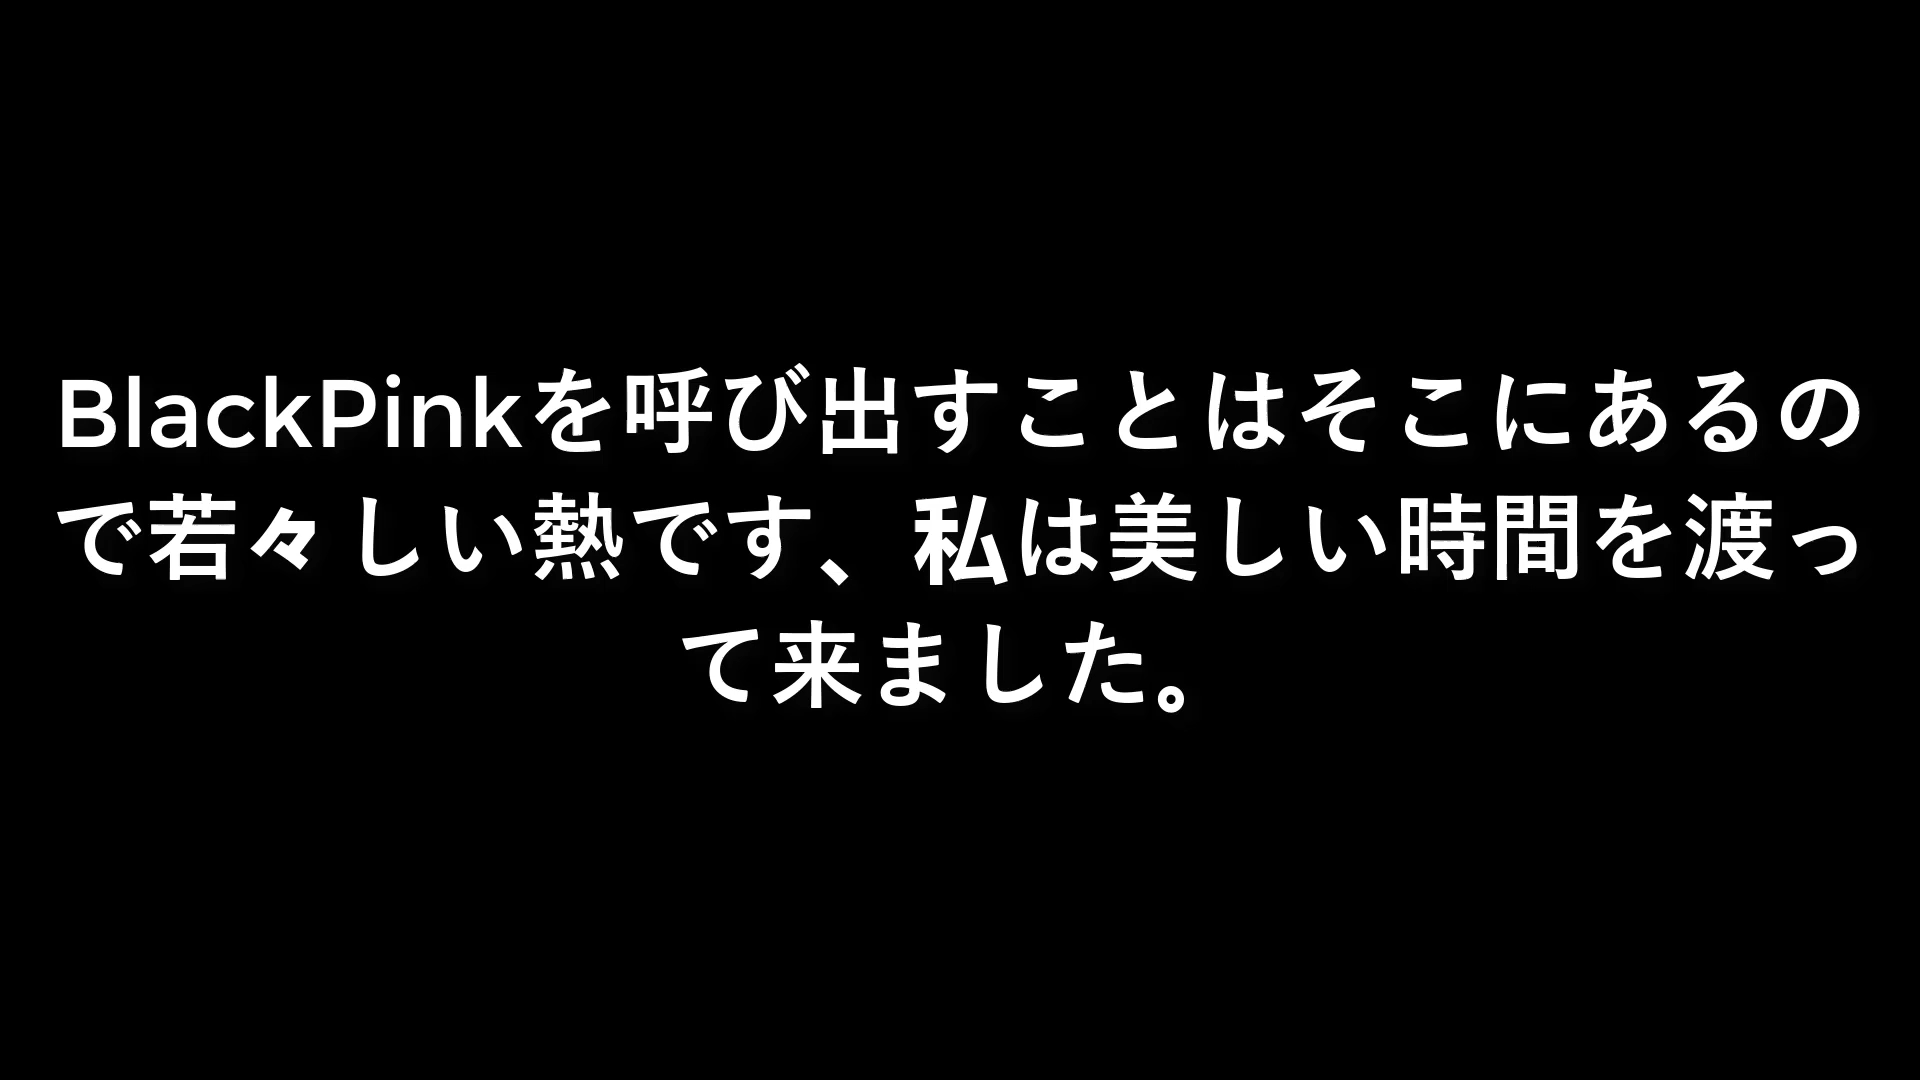 BlackPinkを呼び出すことはそこにあるの
で若々しい熱です、私は美しい時間を渡っ
て来ました。